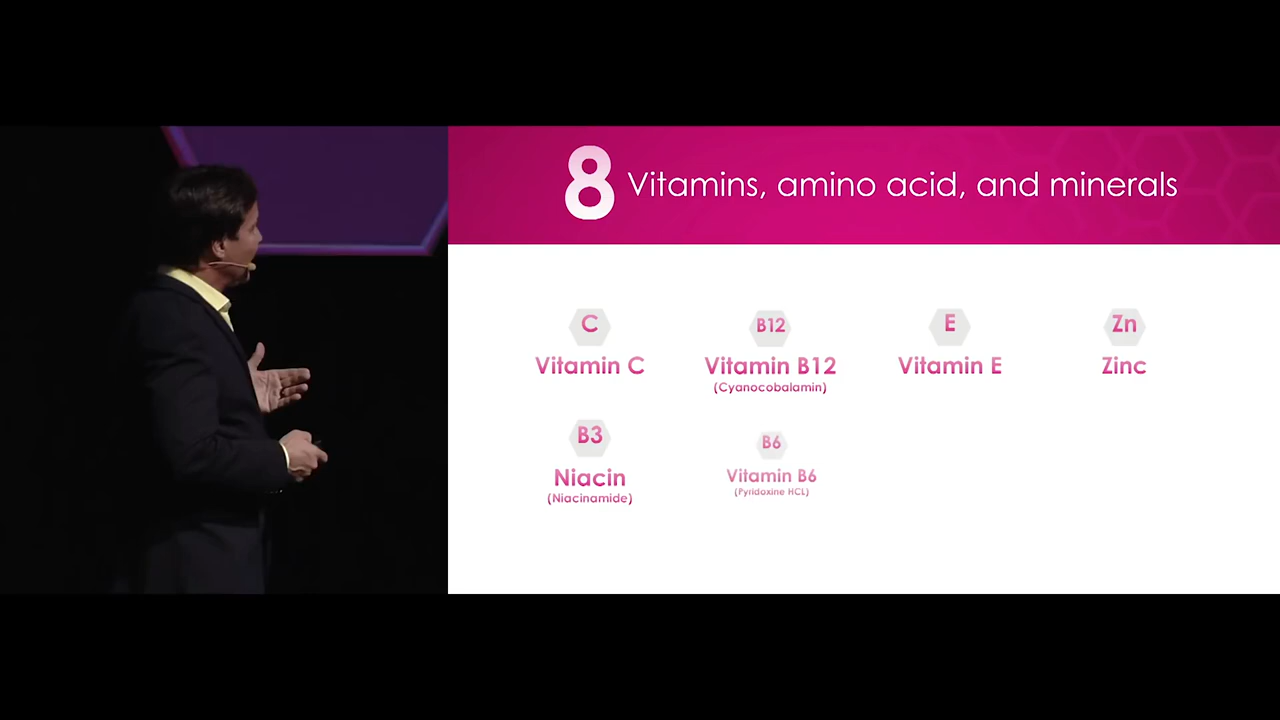 8 Vitamins, amino acid, and minerals
C
Vitamin C
B12
Vitamin B12
(Cyanocobalamin)
E
Vitamin E
Zn
Zinc
B3
Niacin
(Niacinamide)
B6
Vitamin B6
(Pyridoxine HCL)